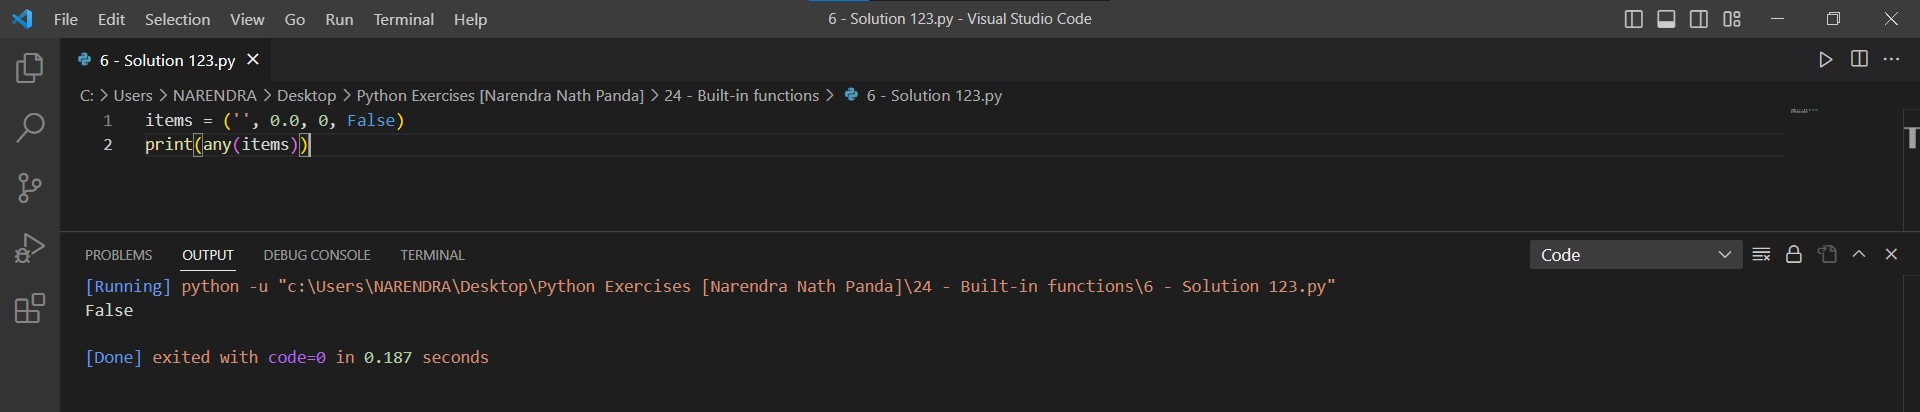 File Edit Selection View Go Run Terminal Help 6 - Solution 123.py - Visual Studio Code
6 - Solution 123.py
C: > Users > NARENDRA > Desktop > Python Exercises [Narendra Nath Panda] > 24 - Built-in functions > 6 - Solution 123.py
1 items = ('', 0.0, 0, False)
2 print(any(items))
PROBLEMS OUTPUT DEBUG CONSOLE TERMINAL Code
[Running] python -u "c:\Users\NARENDRA\Desktop\Python Exercises [Narendra Nath Panda]\24 - Built-in functions\6 - Solution 123.py"
False
[Done] exited with code=0 in 0.187 seconds